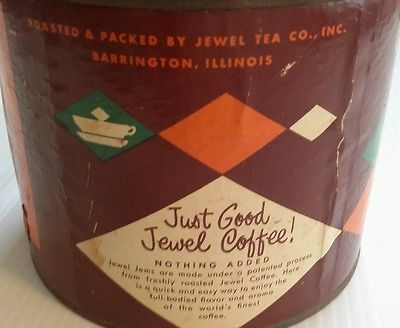 ROASTED & PACKED BY JEWEL TEA CO., INC.
BARRINGTON, ILLINOIS
Just Good
Jewel Coffee!
NOTHING ADDED
Jewel Jems are made under a patented process
from freshly roasted Jewel Coffee. Here
is a quick and easy way to enjoy the
full-bodied flavor and aroma
of the world's finest
coffee.